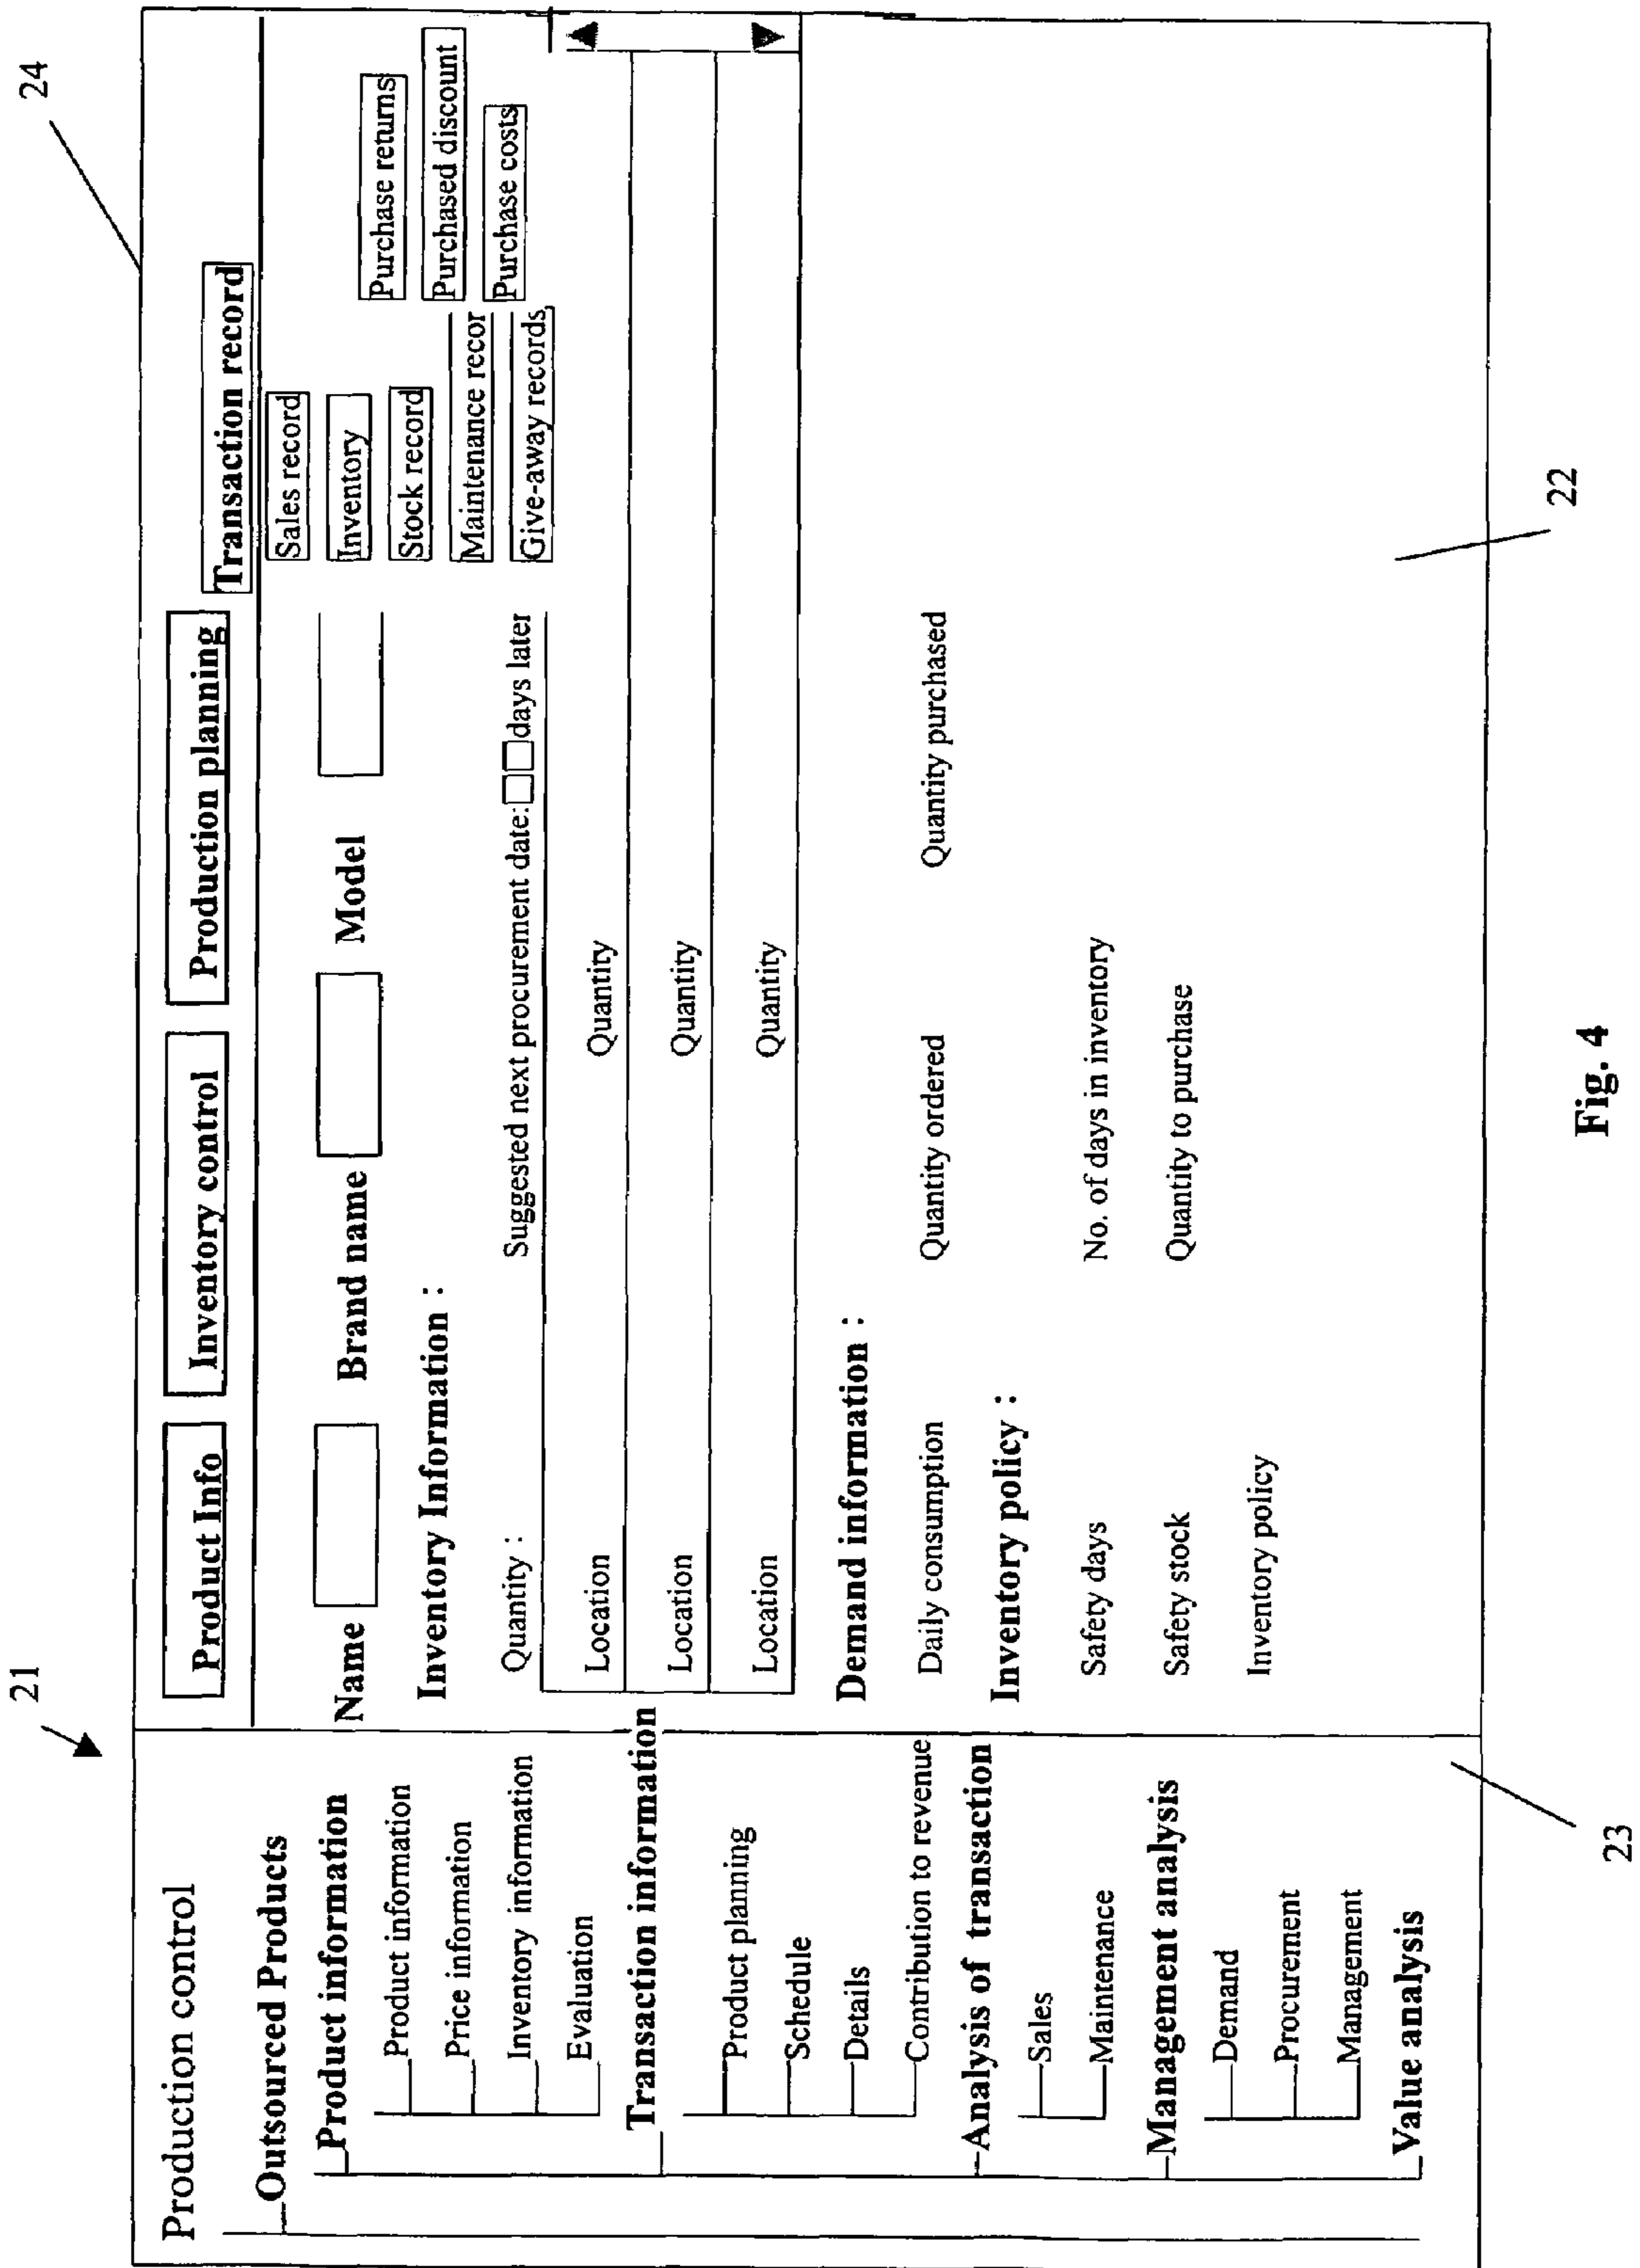 21
24
Production control
Outsourced Products
Product information
Product information
Price information
Inventory information
Evaluation
Transaction information
Product planning
Schedule
Details
Contribution to revenue
Analysis of transaction
Sales
Maintenance
Management analysis
Demand
Procurement
Management
Value analysis
Product Info
Inventory control
Production planning
Transaction record
Sales record
Inventory
Stock record
Maintenance recor
Give-away records
Purchase returns
Purchased discount
Purchase costs
Name
Brand name
Model
Inventory Information :
Quantity : Suggested next procurement date:□□days later
Location Quantity
Location Quantity
Location Quantity
Demand information :
Daily consumption Quantity ordered Quantity purchased
Inventory policy :
Safety days No. of days in inventory
Safety stock Quantity to purchase
Inventory policy
23
22
Fig. 4